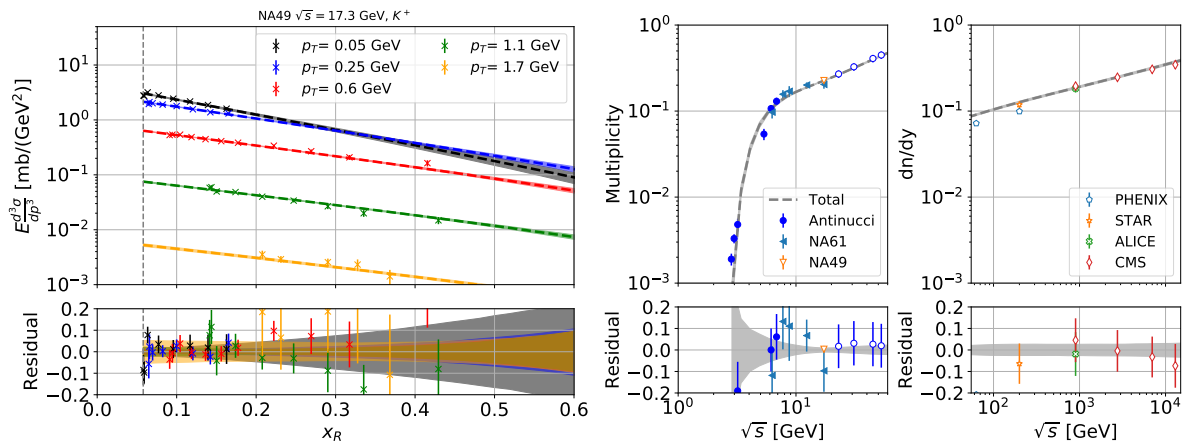 NA49 √s = 17.3 GeV, K⁺
p_T= 0.05 GeV
p_T= 0.25 GeV
p_T= 0.6 GeV
p_T= 1.1 GeV
p_T= 1.7 GeV
E d³σ/dp³ [mb/(GeV²)]
10¹
10⁰
10⁻¹
10⁻²
10⁻³
Residual
0.2
0.1
0.0
−0.1
−0.2
0.0 0.1 0.2 0.3 0.4 0.5 0.6
x_R
Multiplicity
10⁰
10⁻¹
10⁻²
10⁻³
Total
Antinucci
NA61
NA49
Residual
0.2
0.1
0.0
−0.1
−0.2
10⁰ 10¹
√s [GeV]
dn/dy
10⁰
10⁻¹
10⁻²
10⁻³
PHENIX
STAR
ALICE
CMS
Residual
0.2
0.1
0.0
−0.1
−0.2
10² 10³ 10⁴
√s [GeV]